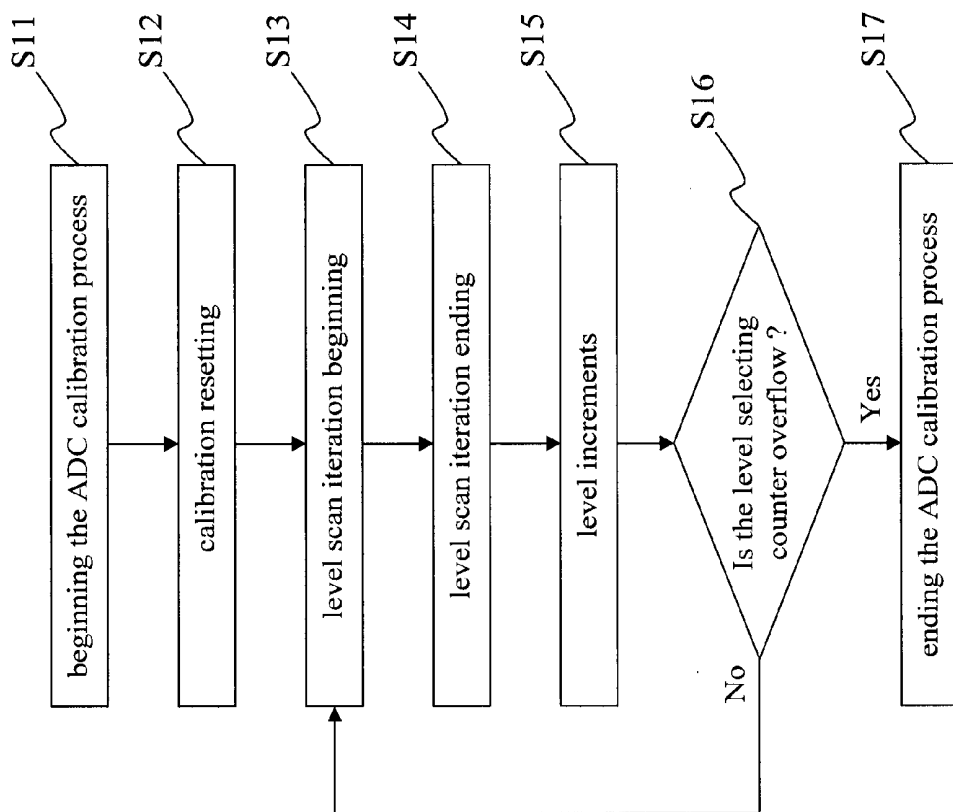 beginning the ADC calibration process
S11
calibration resetting
S12
level scan iteration beginning
S13
level scan iteration ending
S14
level increments
S15
Is the level selecting
counter overflow ?
S16
No
Yes
ending the ADC calibration process
S17